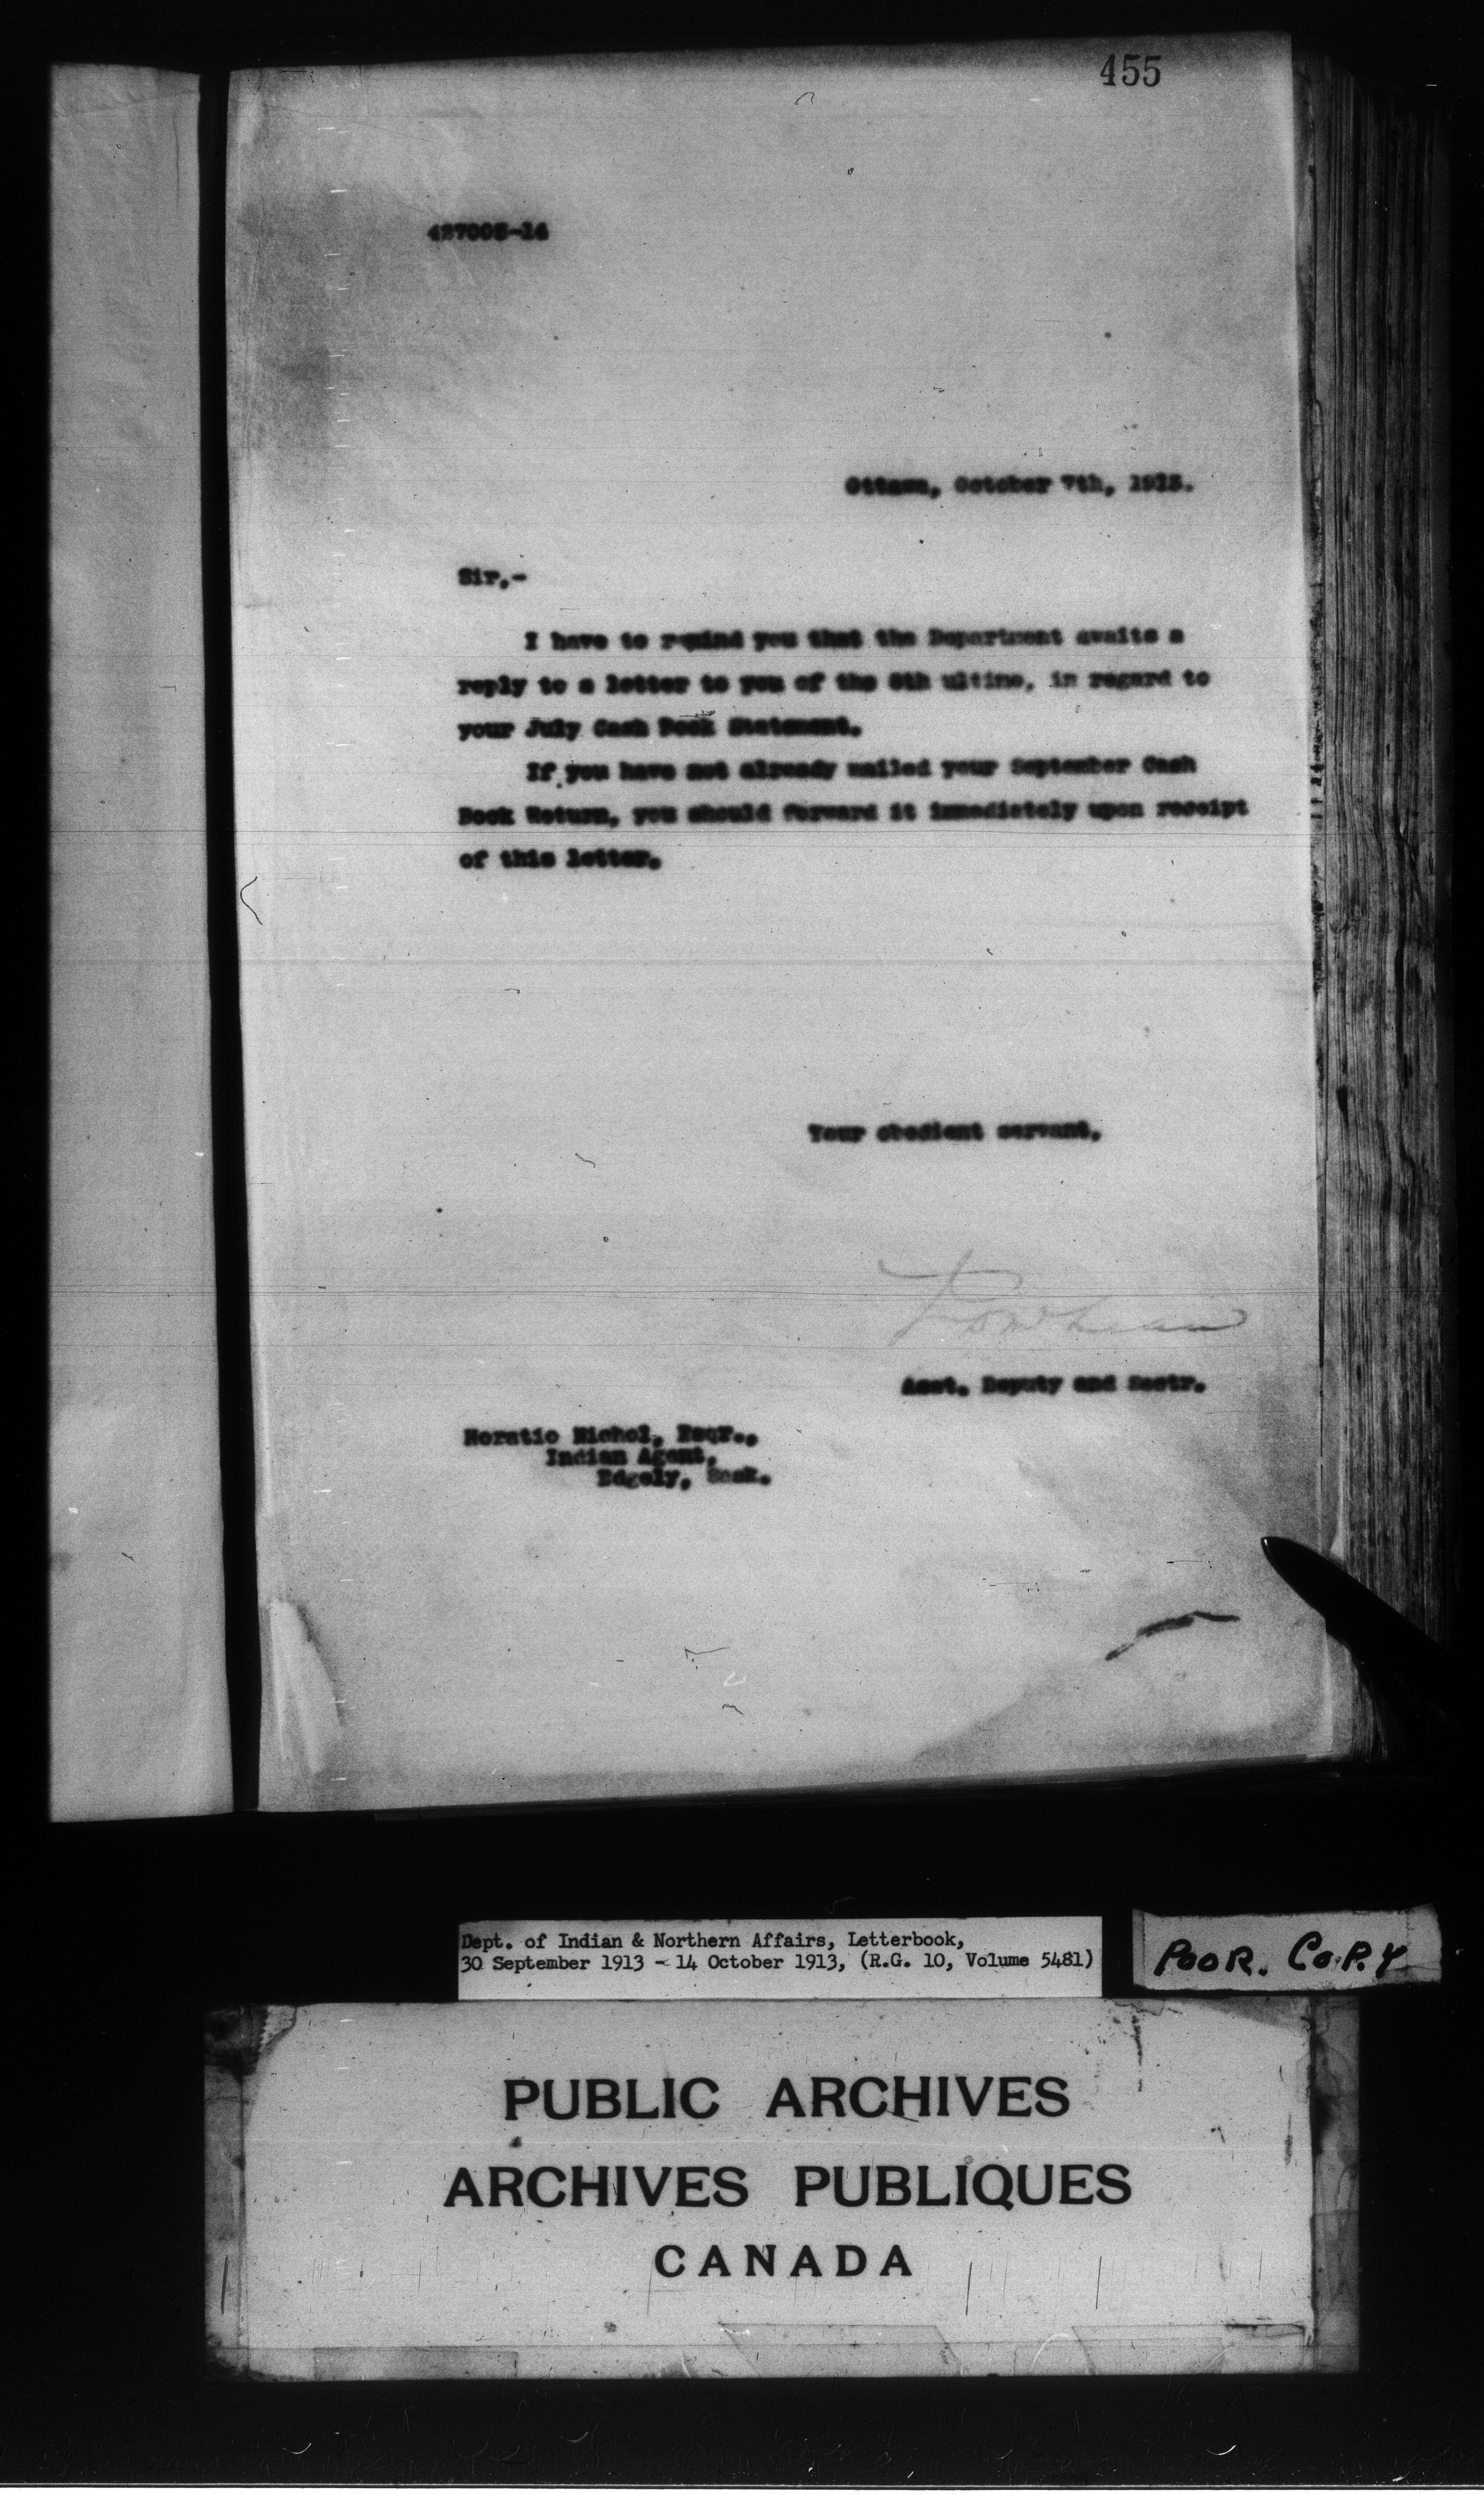 455
427005-14
Ottawa, October 7th, 1913.
Sir,-
I have to remind you that the Department awaits a
reply to a letter to you of the 8th ultimo, in regard to
your July Cash Book Statement.
If you have not already mailed your September Cash
Book Return, you should forward it immediately upon receipt
of this letter.
Your obedient servant,
Asst. Deputy and Secty.
Horatio Nichol, Esqr.,
Indian Agent,
Edgely, Sask.
Dept. of Indian & Northern Affairs, Letterbook,
30 September 1913 - 14 October 1913, (R.G. 10, Volume 5481)
POOR. COPY
PUBLIC ARCHIVES
ARCHIVES PUBLIQUES
CANADA